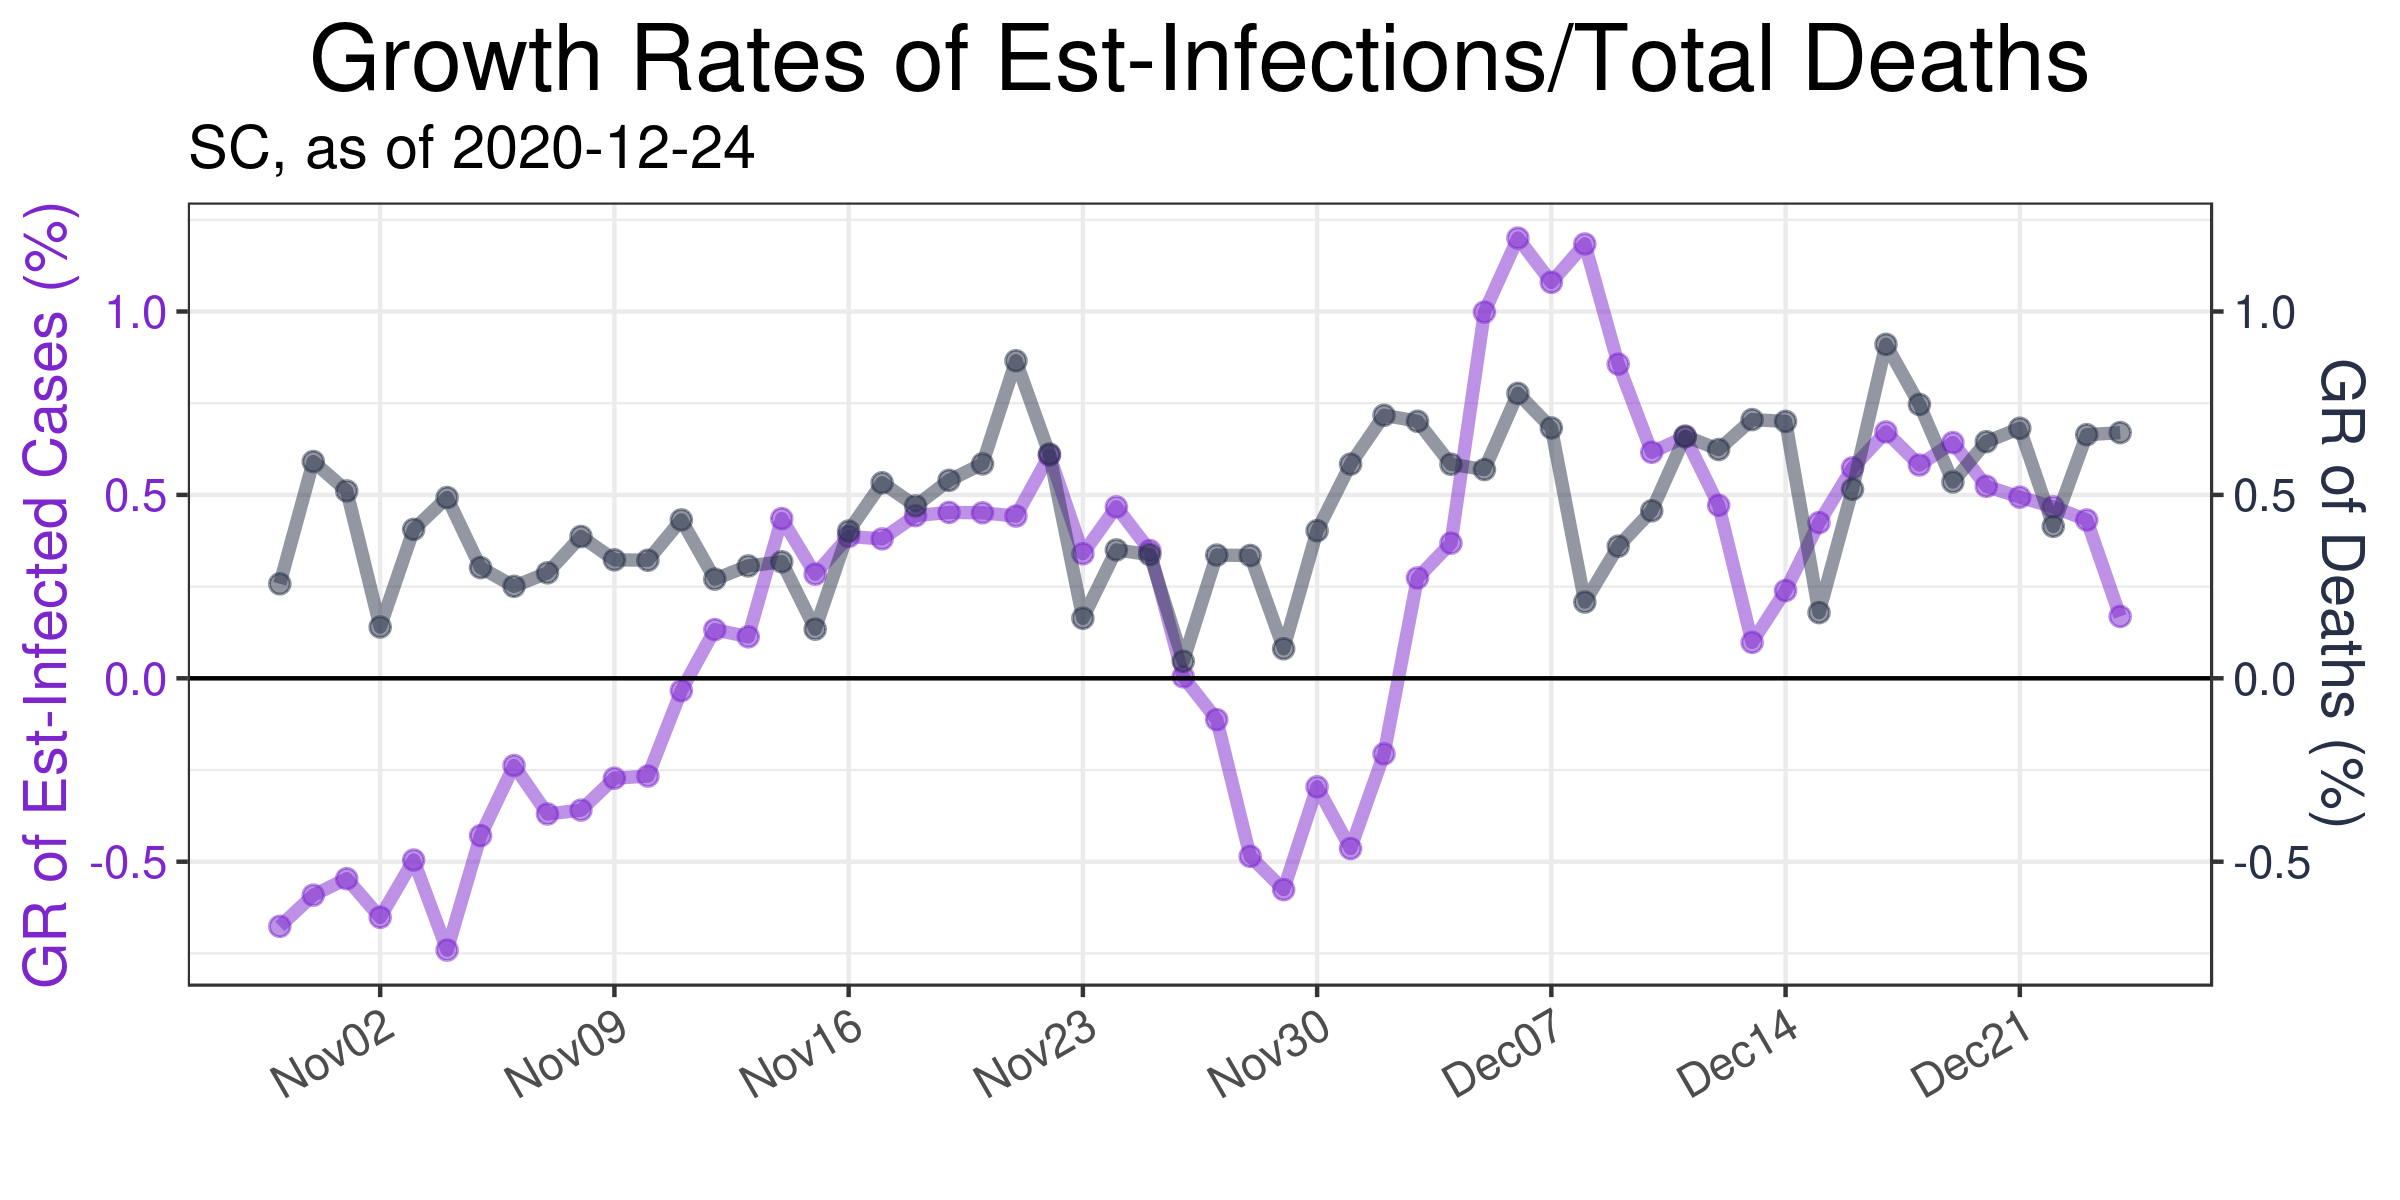 Growth Rates of Est-Infections/Total Deaths
SC, as of 2020-12-24
GR of Est-Infected Cases (%)
1.0
0.5
0.0
-0.5
1.0
0.5
0.0
-0.5
GR of Deaths (%)
Nov02 Nov09 Nov16 Nov23 Nov30 Dec07 Dec14 Dec21